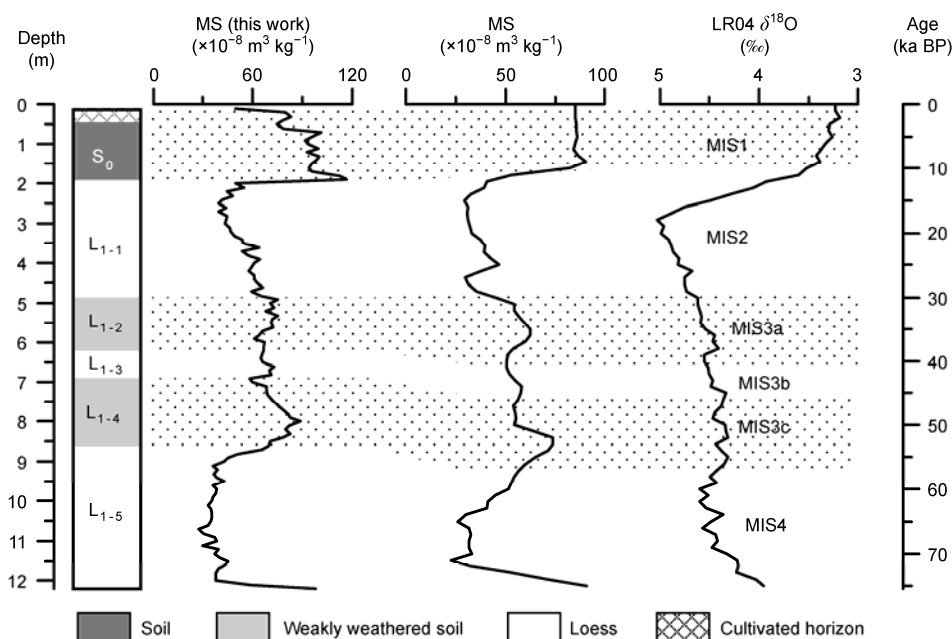 MS (this work)
(×10⁻⁸ m³ kg⁻¹)
MS
(×10⁻⁸ m³ kg⁻¹)
LR04 δ¹⁸O
(‰)
Depth
(m)
Age
(ka BP)
0 60 120
0 50 100
5 4 3
0
1
2
3
4
5
6
7
8
9
10
11
12
S₀
L₁₋₁
L₁₋₂
L₁₋₃
L₁₋₄
L₁₋₅
MIS1
MIS2
MIS3a
MIS3b
MIS3c
MIS4
0
10
20
30
40
50
60
70
Soil Weakly weathered soil Loess Cultivated horizon